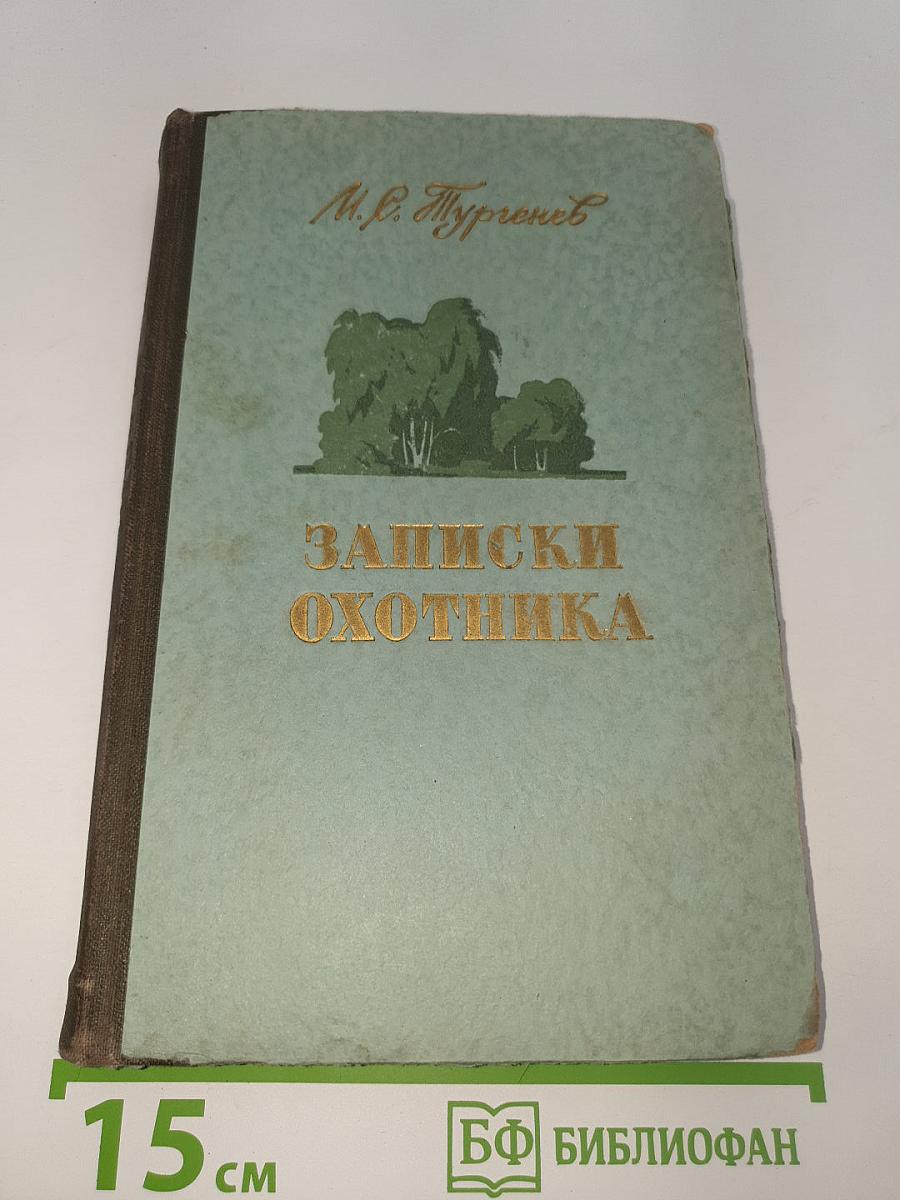 И. С. Тургенев
ЗАПИСКИ
ОХОТНИКА
15 см
БФ БИБЛИОФАН